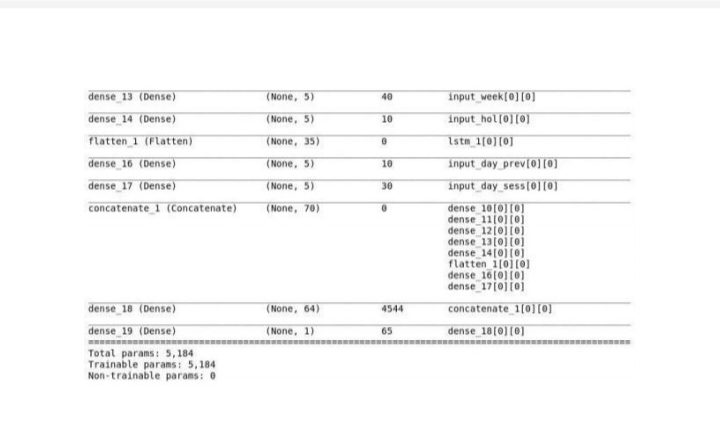 dense_13 (Dense) (None, 5) 40 input_week[0][0]
dense_14 (Dense) (None, 5) 10 input_hol[0][0]
flatten_1 (Flatten) (None, 35) 0 lstm_1[0][0]
dense_16 (Dense) (None, 5) 10 input_day_prev[0][0]
dense_17 (Dense) (None, 5) 30 input_day_sess[0][0]
concatenate_1 (Concatenate) (None, 70) 0 dense_10[0][0]
dense_11[0][0]
dense_12[0][0]
dense_13[0][0]
dense_14[0][0]
flatten_1[0][0]
dense_16[0][0]
dense_17[0][0]
dense_18 (Dense) (None, 64) 4544 concatenate_1[0][0]
dense_19 (Dense) (None, 1) 65 dense_18[0][0]
Total params: 5,184
Trainable params: 5,184
Non-trainable params: 0